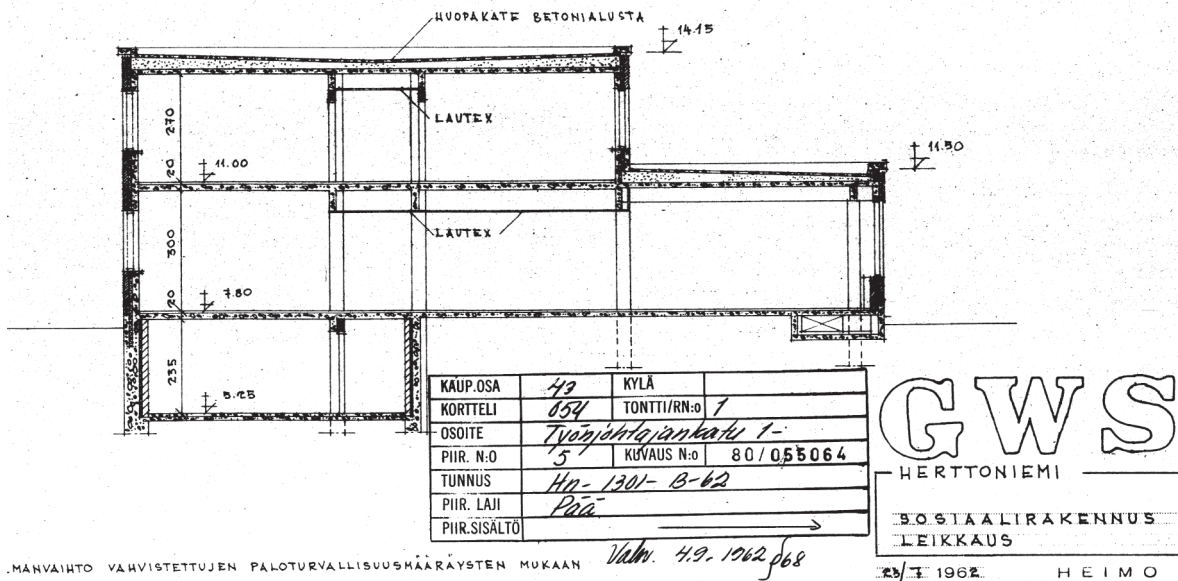 HUOPAKATE BETONIALUSTA
14.15
LAUTEX
270
20
11.00
11.50
LAUTEX
300
20
7.80
235
5.25
KAUP.OSA 43 KYLÄ
KORTTELI 054 TONTTI/RN:o 1
OSOITE Työnjohtajankatu 1-
PIIR. N:O 5 KUVAUS N:o 80/055064
TUNNUS Hn- 1301- B-62
PIIR. LAJI Pää
PIIR.SISÄLTÖ
GWS
HERTTONIEMI
SOSIAALIRAKENNUS
LEIKKAUS
23/7 1962 HEIMO
.MANVAIHTO VAHVISTETTUJEN PALOTURVALLISUUSMÄÄRÄYSTEN MUKAAN
Valm. 4.9. 1962 §68